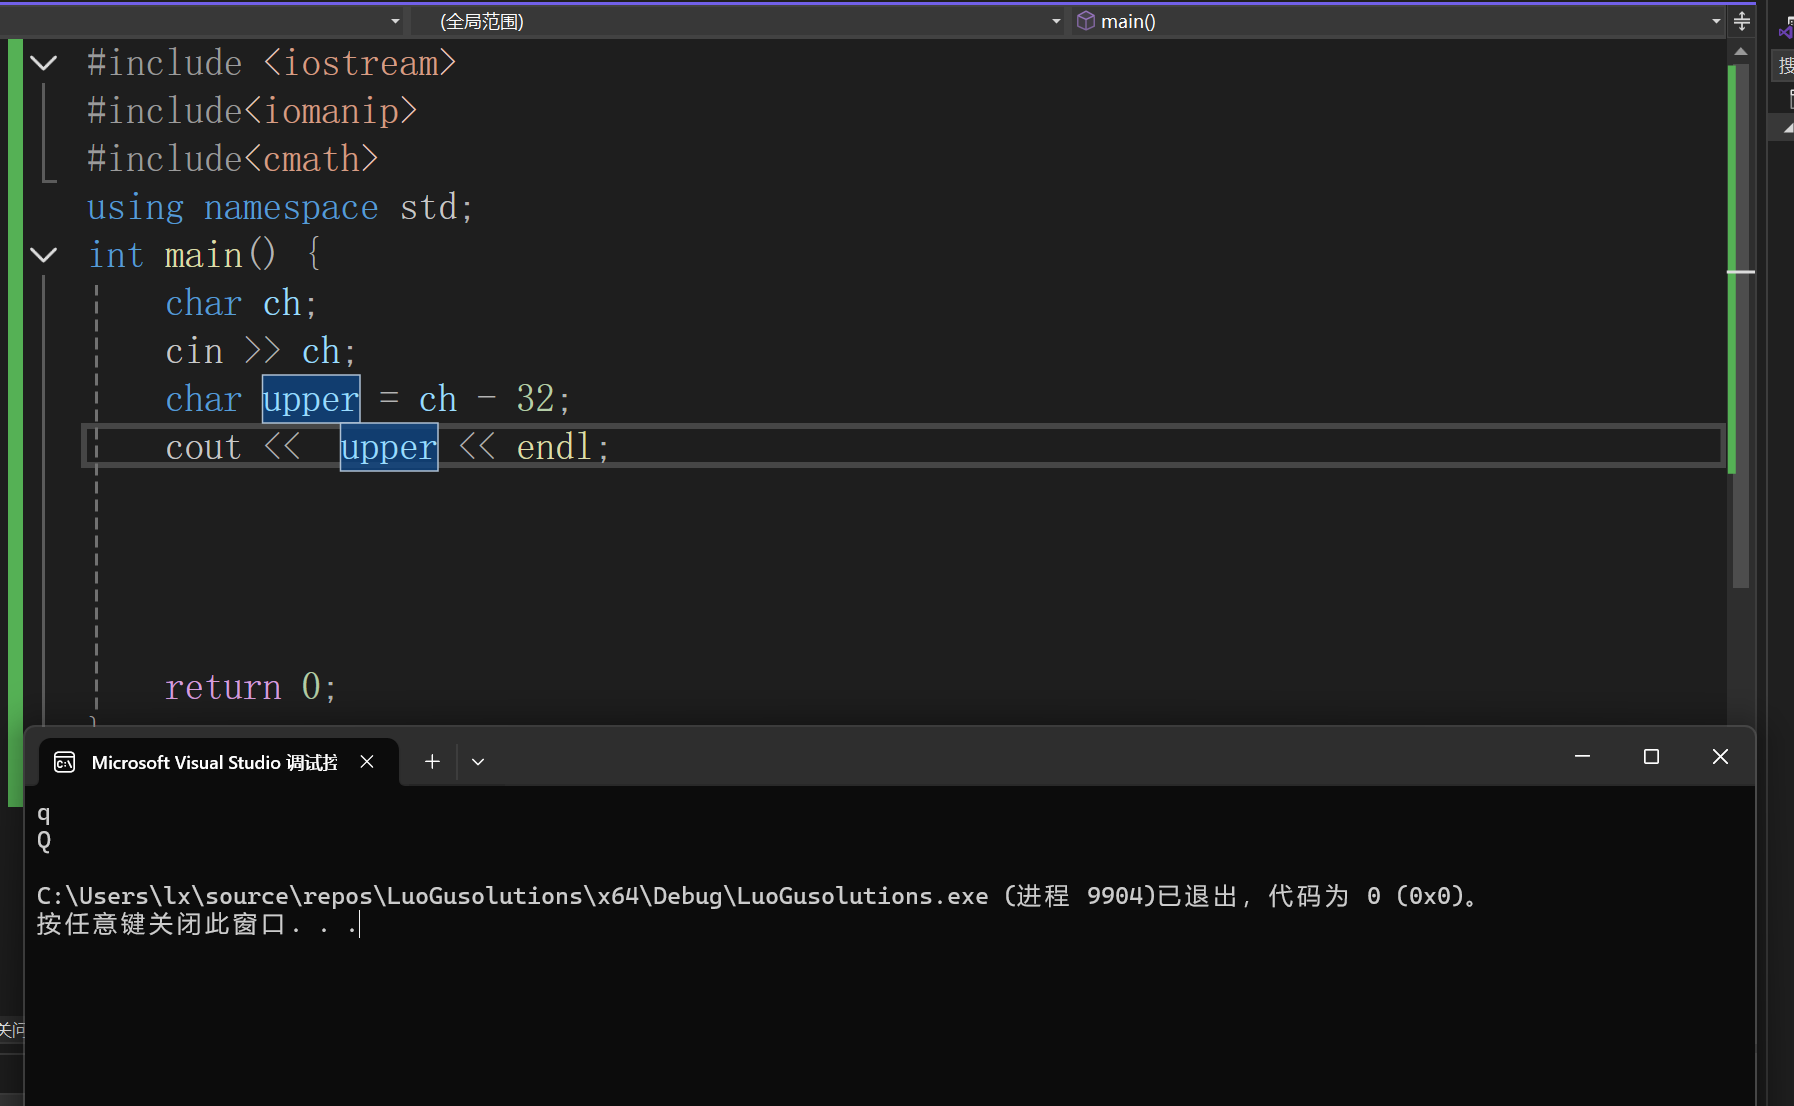 (全局范围) main()
搜
#include <iostream>
#include<iomanip>
#include<cmath>
using namespace std;
int main() {
char ch;
cin >> ch;
char upper = ch - 32;
cout <<  upper << endl;
return 0;
Microsoft Visual Studio 调试控
q
Q
C:\Users\lx\source\repos\LuoGusolutions\x64\Debug\LuoGusolutions.exe (进程 9904)已退出，代码为 0 (0x0)。
按任意键关闭此窗口. . .